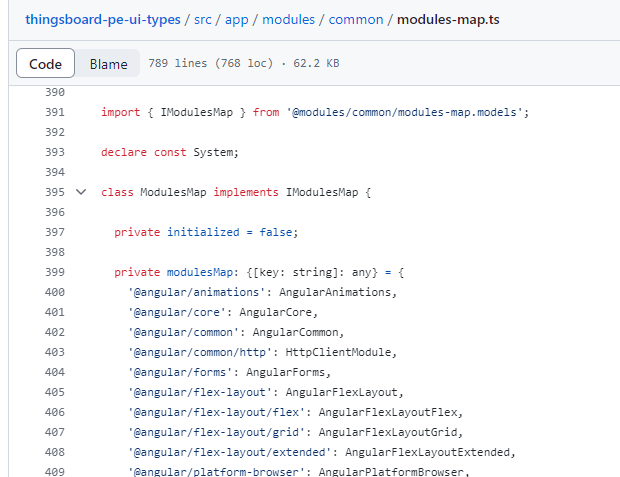 thingsboard-pe-ui-types / src / app / modules / common / modules-map.ts
Code Blame 789 lines (768 loc) · 62.2 KB
390
391 import { IModulesMap } from '@modules/common/modules-map.models';
392
393 declare const System;
394
395 class ModulesMap implements IModulesMap {
396
397 private initialized = false;
398
399 private modulesMap: {[key: string]: any} = {
400 '@angular/animations': AngularAnimations,
401 '@angular/core': AngularCore,
402 '@angular/common': AngularCommon,
403 '@angular/common/http': HttpClientModule,
404 '@angular/forms': AngularForms,
405 '@angular/flex-layout': AngularFlexLayout,
406 '@angular/flex-layout/flex': AngularFlexLayoutFlex,
407 '@angular/flex-layout/grid': AngularFlexLayoutGrid,
408 '@angular/flex-layout/extended': AngularFlexLayoutExtended,
409 '@angular/platform-browser': AngularPlatformBrowser,